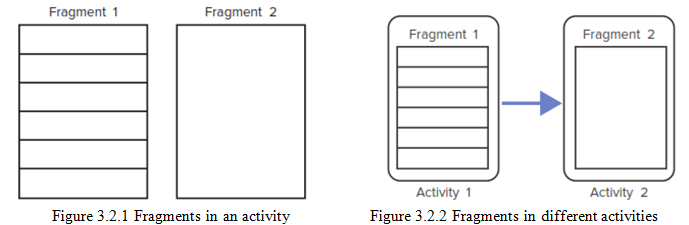 Fragment 1
Fragment 2
Figure 3.2.1 Fragments in an activity
Fragment 1
Fragment 2
Activity 1
Activity 2
Figure 3.2.2 Fragments in different activities